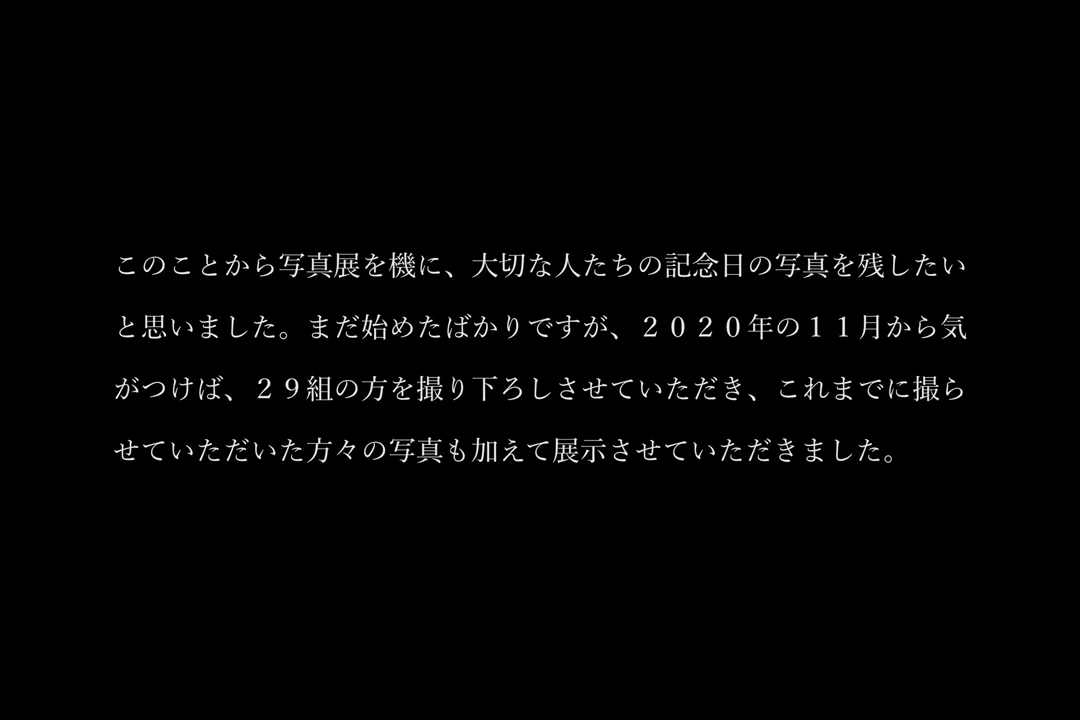 このことから写真展を機に、大切な人たちの記念日の写真を残したい
と思いました。まだ始めたばかりですが、２０２０年の１１月から気
がつけば、２９組の方を撮り下ろしさせていただき、これまでに撮ら
せていただいた方々の写真も加えて展示させていただきました。